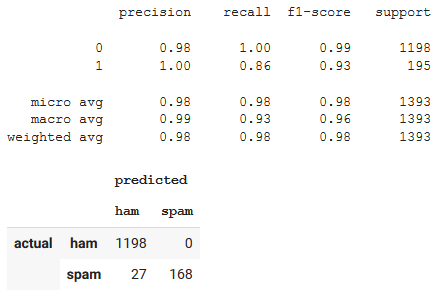 precision recall f1-score support
0 0.98 1.00 0.99 1198
1 1.00 0.86 0.93 195
micro avg 0.98 0.98 0.98 1393
macro avg 0.99 0.93 0.96 1393
weighted avg 0.98 0.98 0.98 1393
predicted
ham spam
actual ham 1198 0
spam 27 168